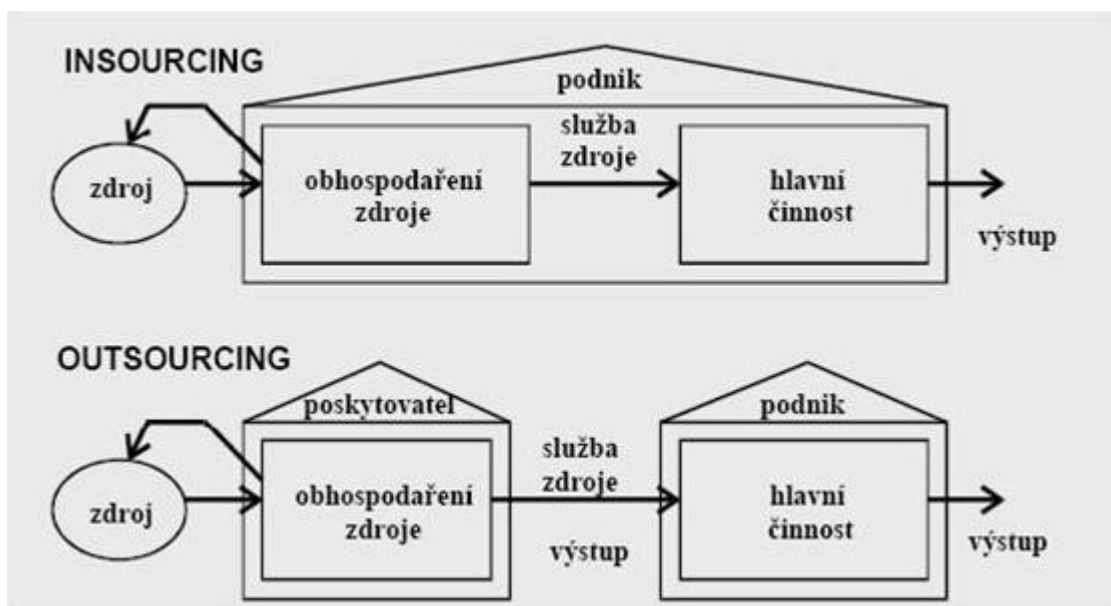 INSOURCING
podnik
služba
zdroje
zdroj
obhospodaření
zdroje
hlavní
činnost
výstup
OUTSOURCING
poskytovatel
podnik
služba
zdroje
zdroj
obhospodaření
zdroje
hlavní
činnost
výstup
výstup